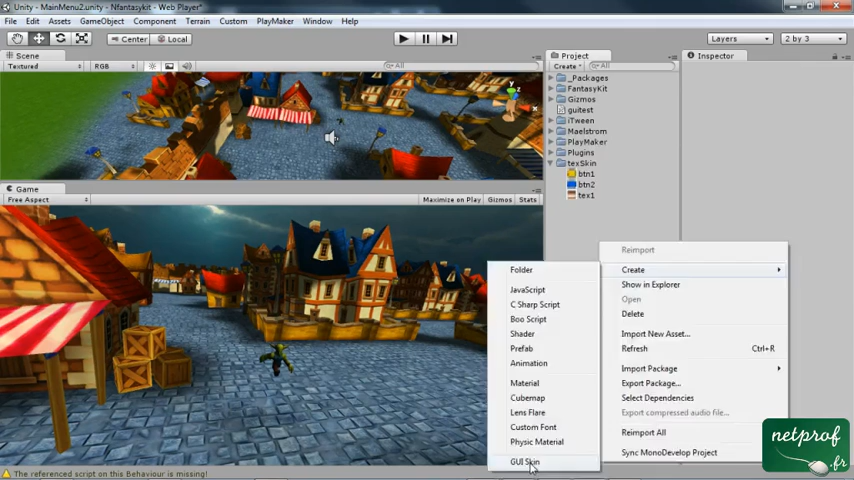 Unity - MainMenu2.unity - Nfantasykit - Web Player*
File Edit Assets GameObject Component Terrain Custom PlayMaker Window Help
Center Local Layers 2 by 3
Scene
Textured RGB All
Project
Create All
_Packages
FantasyKit
Gizmos
guitest
iTween
Maelstrom
PlayMaker
Plugins
texSkin
btn1
btn2
tex1
Inspector
Game
Free Aspect Maximize on Play Gizmos Stats
Folder
JavaScript
C Sharp Script
Boo Script
Shader
Prefab
Animation
Material
Cubemap
Lens Flare
Custom Font
Physic Material
GUI Skin
Reimport
Create
Show in Explorer
Open
Delete
Import New Asset...
Refresh Ctrl+R
Import Package
Export Package...
Select Dependencies
Export compressed audio file...
Reimport All
Sync MonoDevelop Project
The referenced script on this Behaviour is missing!
netprof
.fr